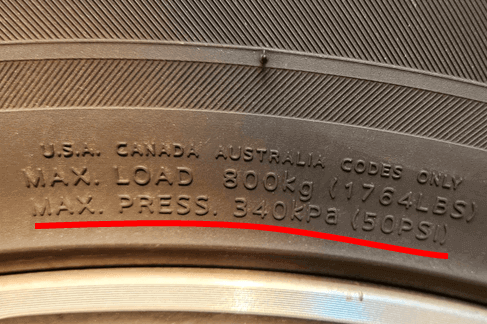 U.S.A. CANADA AUSTRALIA CODES ONLY
MAX. LOAD 800kg (1764LBS)
MAX. PRESS. 340kPa (50PSI)